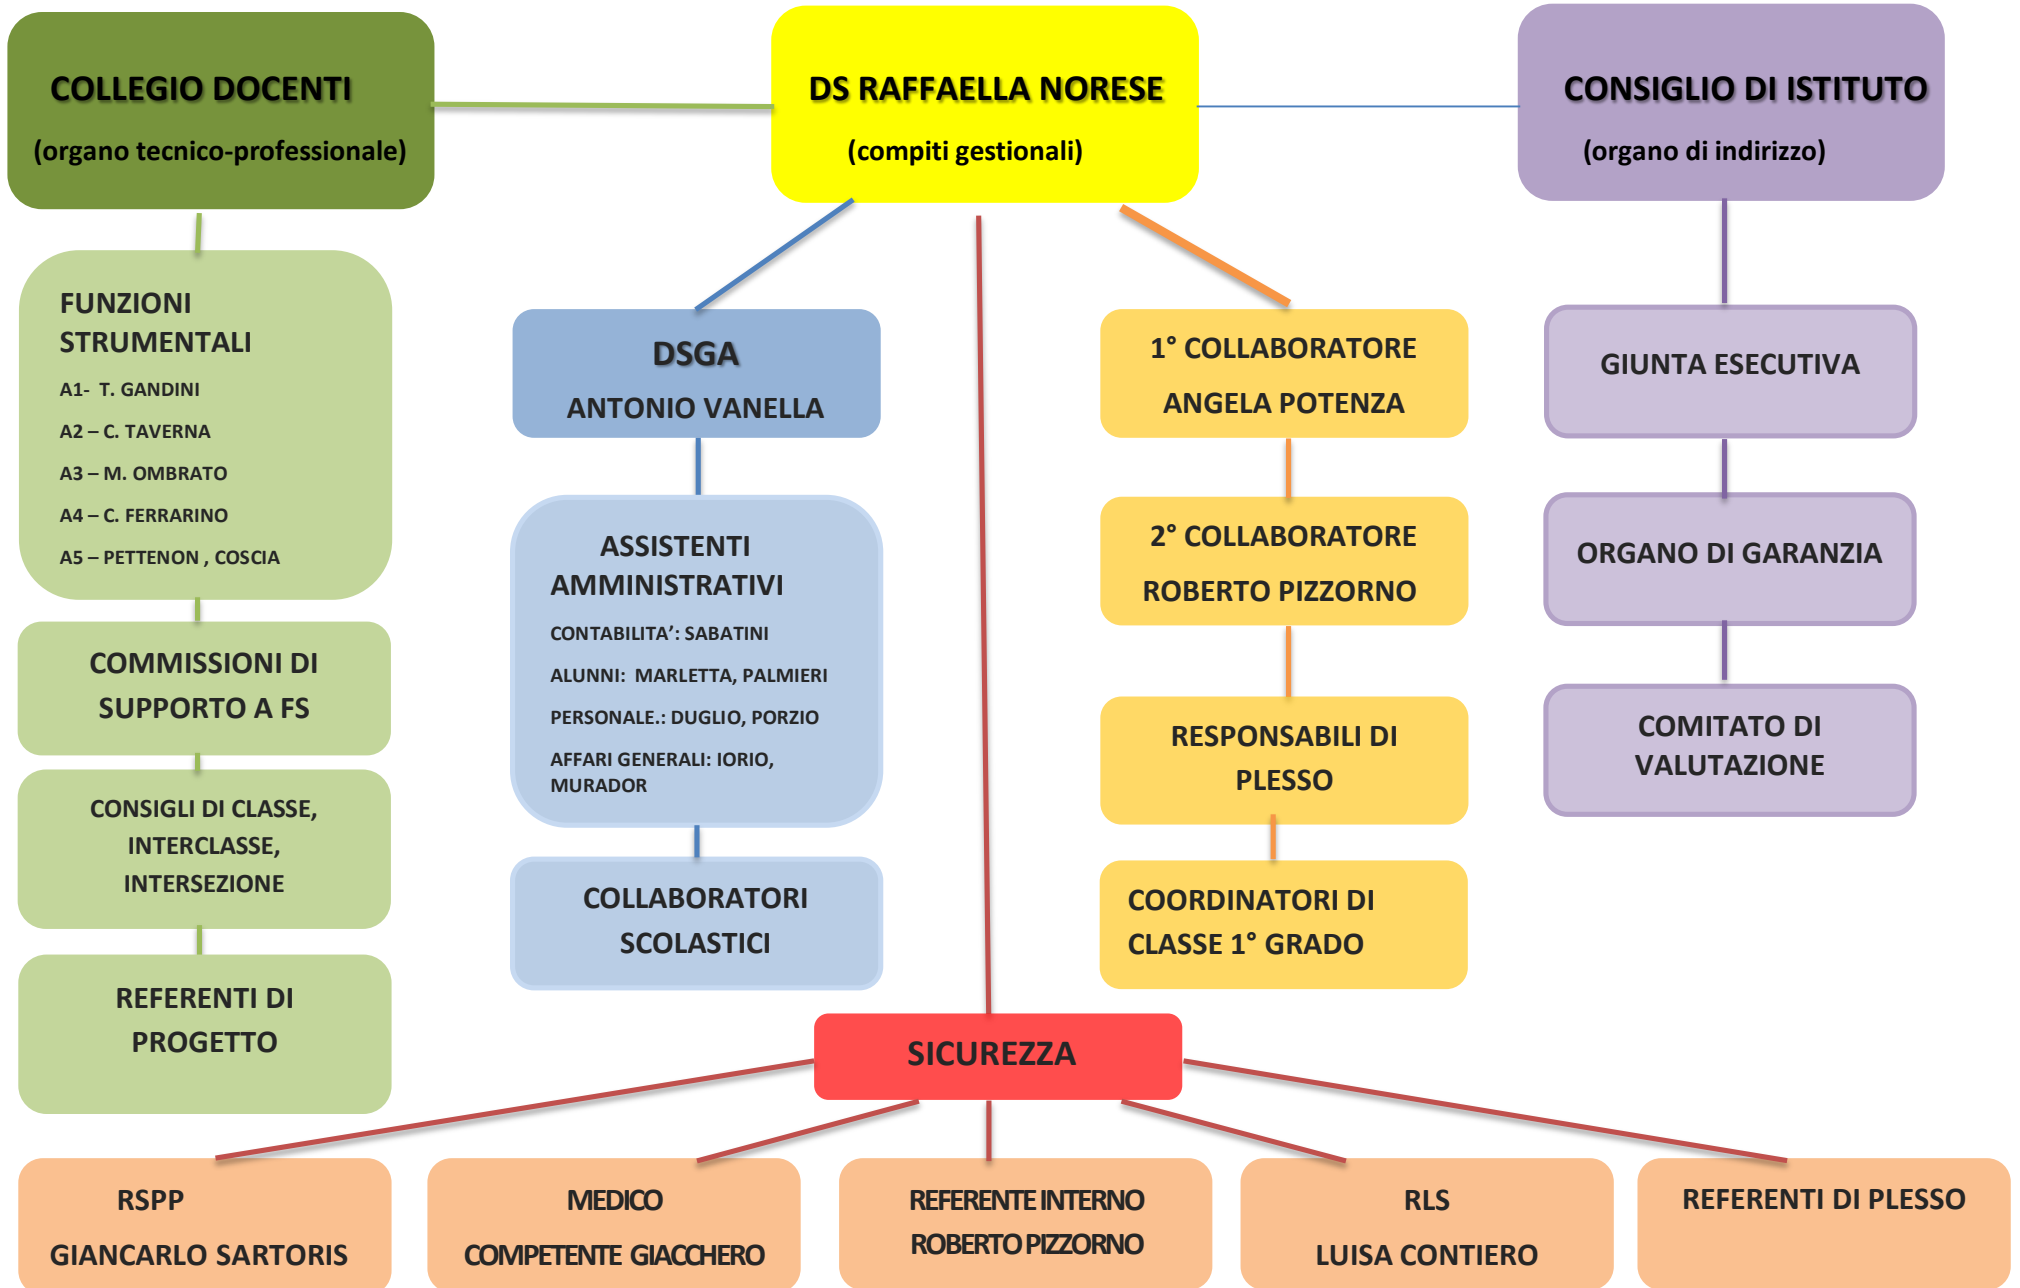 COLLEGIO DOCENTI
(organo tecnico-professionale)
DS RAFFAELLA NORESE
(compiti gestionali)
CONSIGLIO DI ISTITUTO
(organo di indirizzo)
FUNZIONI
STRUMENTALI
A1- T. GANDINI
A2 – C. TAVERNA
A3 – M. OMBRATO
A4 – C. FERRARINO
A5 – PETTENON , COSCIA
COMMISSIONI DI
SUPPORTO A FS
CONSIGLI DI CLASSE,
INTERCLASSE,
INTERSEZIONE
REFERENTI DI
PROGETTO
DSGA
ANTONIO VANELLA
ASSISTENTI
AMMINISTRATIVI
CONTABILITA’: SABATINI
ALUNNI: MARLETTA, PALMIERI
PERSONALE.: DUGLIO, PORZIO
AFFARI GENERALI: IORIO,
MURADOR
COLLABORATORI
SCOLASTICI
1° COLLABORATORE
ANGELA POTENZA
2° COLLABORATORE
ROBERTO PIZZORNO
RESPONSABILI DI
PLESSO
COORDINATORI DI
CLASSE 1° GRADO
GIUNTA ESECUTIVA
ORGANO DI GARANZIA
COMITATO DI
VALUTAZIONE
SICUREZZA
RSPP
GIANCARLO SARTORIS
MEDICO
COMPETENTE GIACCHERO
REFERENTE INTERNO
ROBERTO PIZZORNO
RLS
LUISA CONTIERO
REFERENTI DI PLESSO